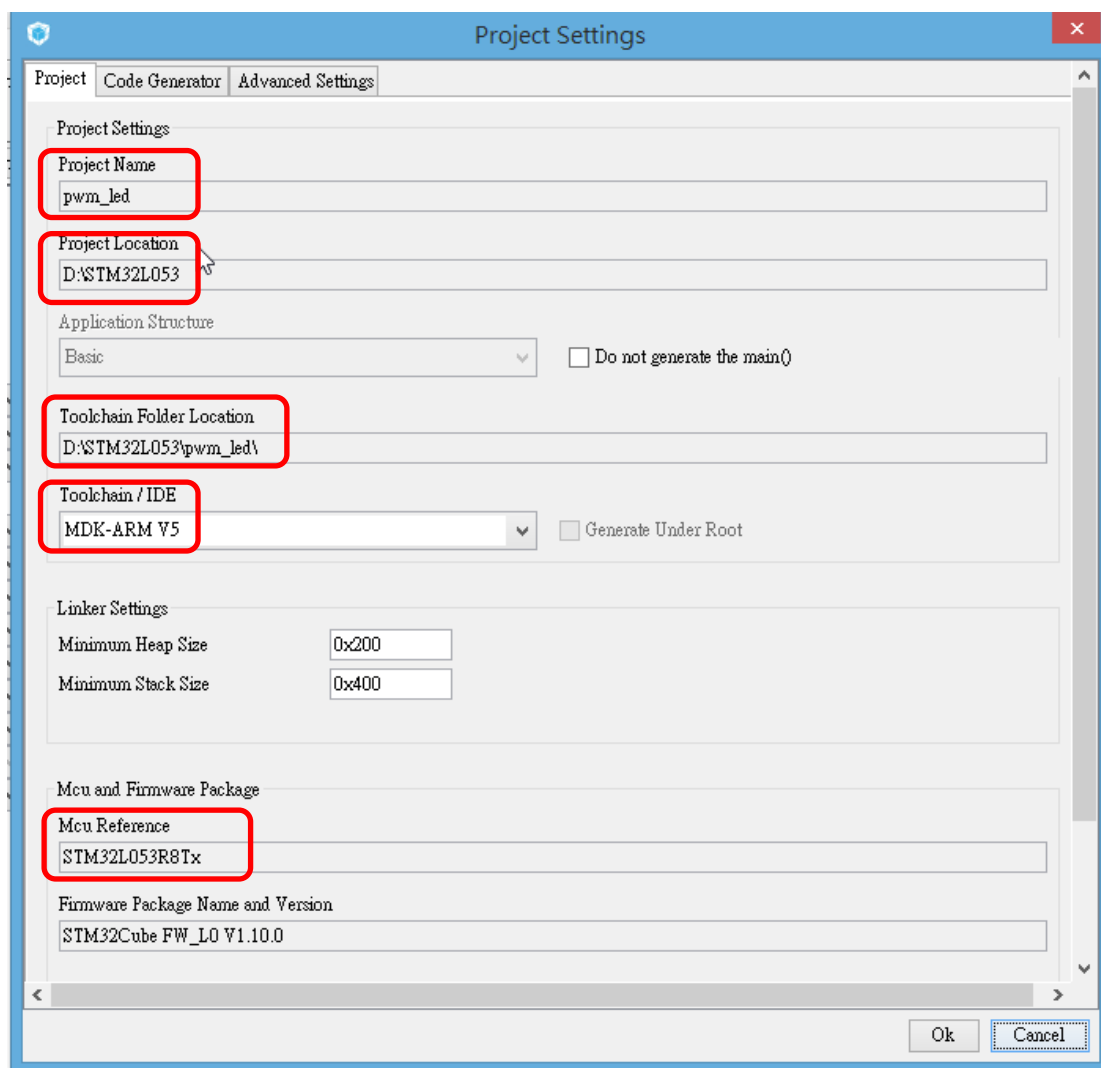 Project Settings
Project Code Generator Advanced Settings
Project Settings
Project Name
pwm_led
Project Location
D:\STM32L053
Application Structure
Basic Do not generate the main()
Toolchain Folder Location
D:\STM32L053\pwm_led\
Toolchain / IDE
MDK-ARM V5 Generate Under Root
Linker Settings
Minimum Heap Size 0x200
Minimum Stack Size 0x400
Mcu and Firmware Package
Mcu Reference
STM32L053R8Tx
Firmware Package Name and Version
STM32Cube FW_L0 V1.10.0
Ok Cancel